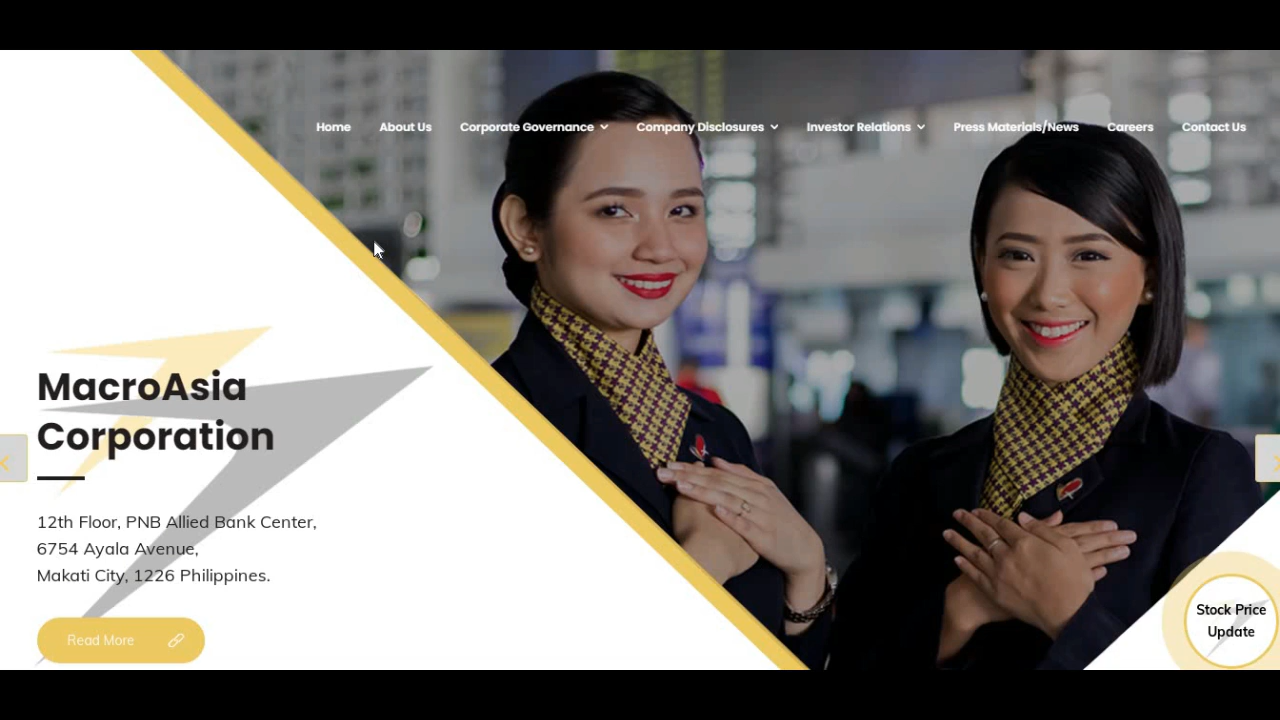 Home About Us Corporate Governance Company Disclosures Investor Relations Press Materials/News Careers Contact Us
MacroAsia
Corporation
12th Floor, PNB Allied Bank Center,
6754 Ayala Avenue,
Makati City, 1226 Philippines.
Read More
Stock Price
Update